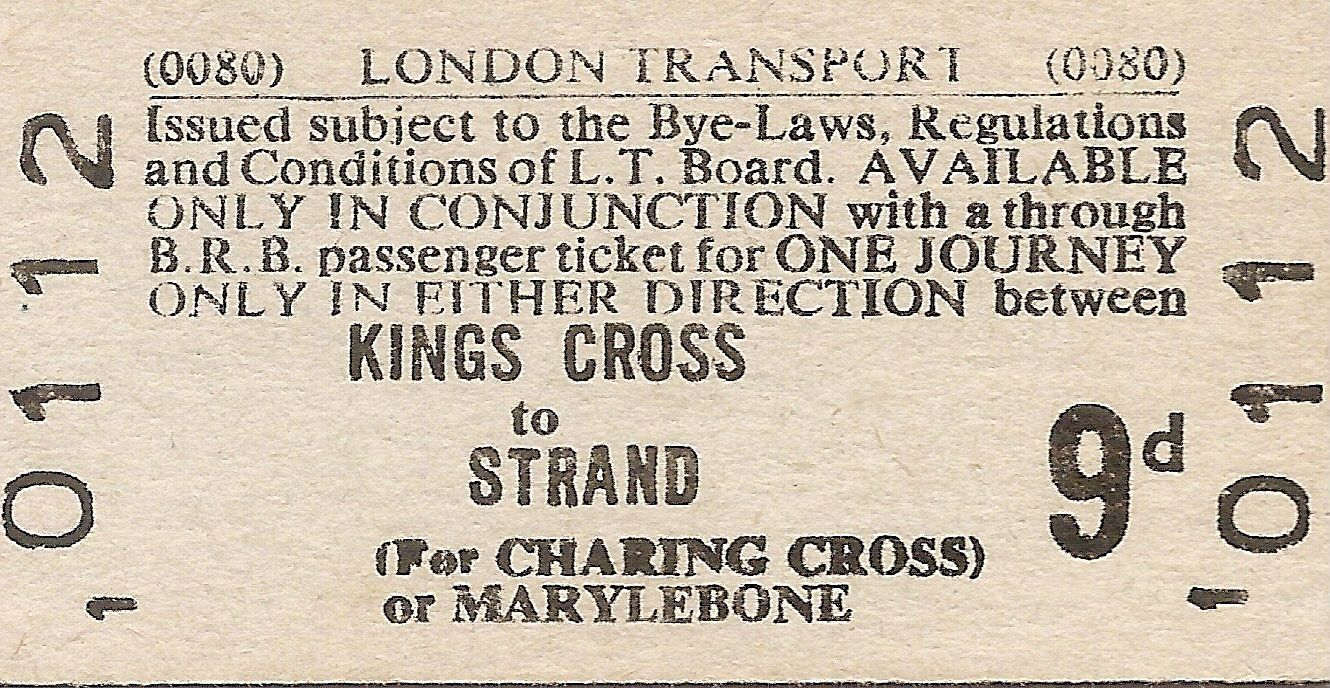 (0080) LONDON TRANSPORT (0080)
Issued subject to the Bye-Laws, Regulations
and Conditions of L.T. Board. AVAILABLE
ONLY IN CONJUNCTION with a through
B.R.B. passenger ticket for ONE JOURNEY
ONLY IN EITHER DIRECTION between
KINGS CROSS
to
STRAND
9d
(For CHARING CROSS)
or MARYLEBONE
10112
10112